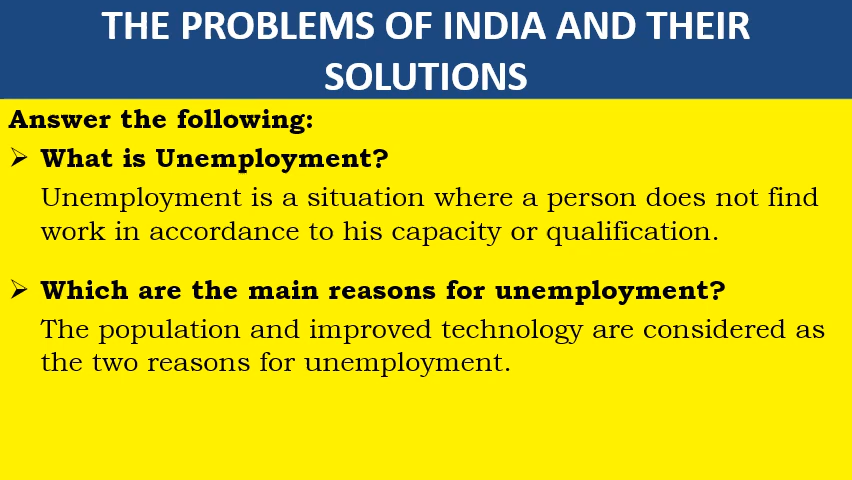 THE PROBLEMS OF INDIA AND THEIR
SOLUTIONS
Answer the following:
➢ What is Unemployment?
Unemployment is a situation where a person does not find
work in accordance to his capacity or qualification.
➢ Which are the main reasons for unemployment?
The population and improved technology are considered as
the two reasons for unemployment.